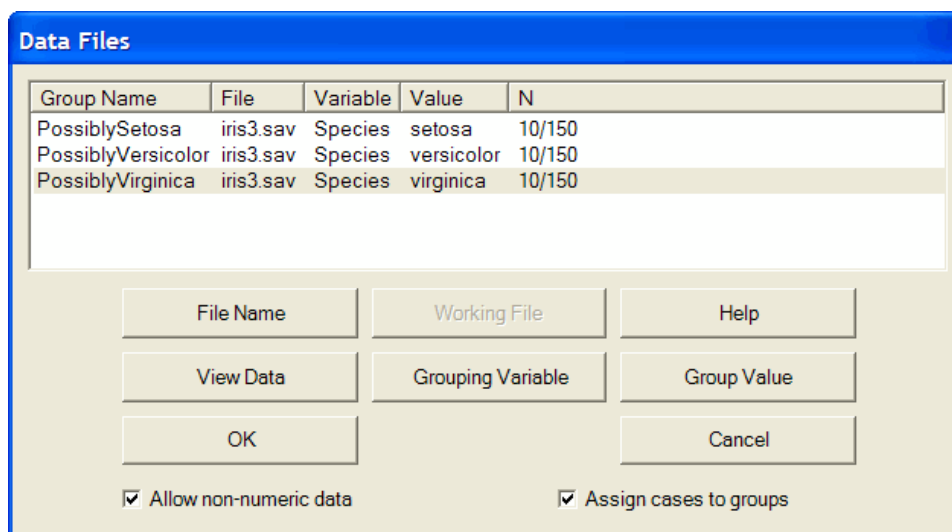 Data Files
Group Name File Variable Value N
PossiblySetosa iris3.sav Species setosa 10/150
PossiblyVersicolor iris3.sav Species versicolor 10/150
PossiblyVirginica iris3.sav Species virginica 10/150
File Name Working File Help
View Data Grouping Variable Group Value
OK Cancel
Allow non-numeric data Assign cases to groups